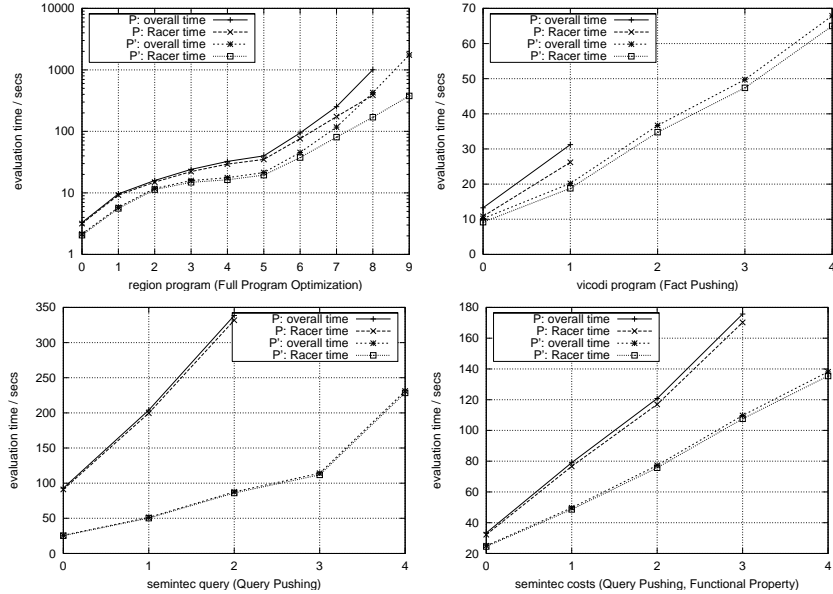 10000
1000
100
10
1
evaluation time / secs
P: overall time
P: Racer time
P': overall time
P': Racer time
0 1 2 3 4 5 6 7 8 9
region program (Full Program Optimization)
70
60
50
40
30
20
10
0
evaluation time / secs
P: overall time
P: Racer time
P': overall time
P': Racer time
0 1 2 3 4
vicodi program (Fact Pushing)
350
300
250
200
150
100
50
0
evaluation time / secs
P: overall time
P: Racer time
P': overall time
P': Racer time
0 1 2 3 4
semintec query (Query Pushing)
180
160
140
120
100
80
60
40
20
evaluation time / secs
P: overall time
P: Racer time
P': overall time
P': Racer time
0 1 2 3 4
semintec costs (Query Pushing, Functional Property)